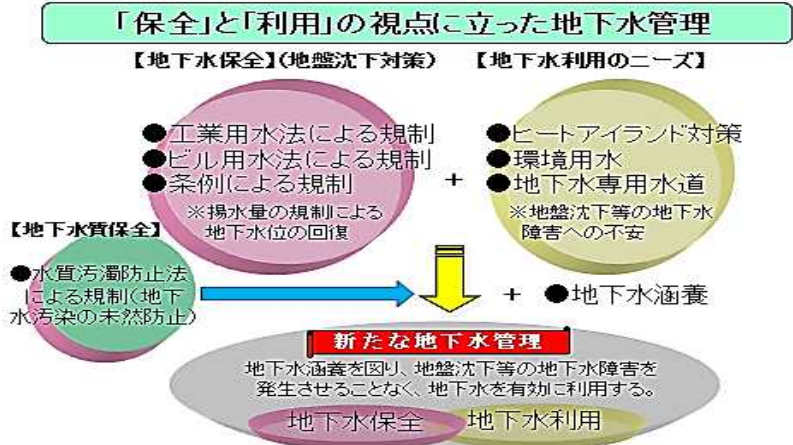 「保全」と「利用」の視点に立った地下水管理
【地下水保全】(地盤沈下対策)
●工業用水法による規制
●ビル用水法による規制
●条例による規制
※揚水量の規制による
地下水位の回復
+
【地下水利用のニーズ】
●ヒートアイランド対策
●環境用水
●地下水専用水道
※地盤沈下等の地下水
障害への不安
【地下水質保全】
●水質汚濁防止法
による規制(地下
水汚染の未然防止)
+ ●地下水涵養
新たな地下水管理
地下水涵養を図り、地盤沈下等の地下水障害を
発生させることなく、地下水を有効に利用する。
地下水保全
地下水利用